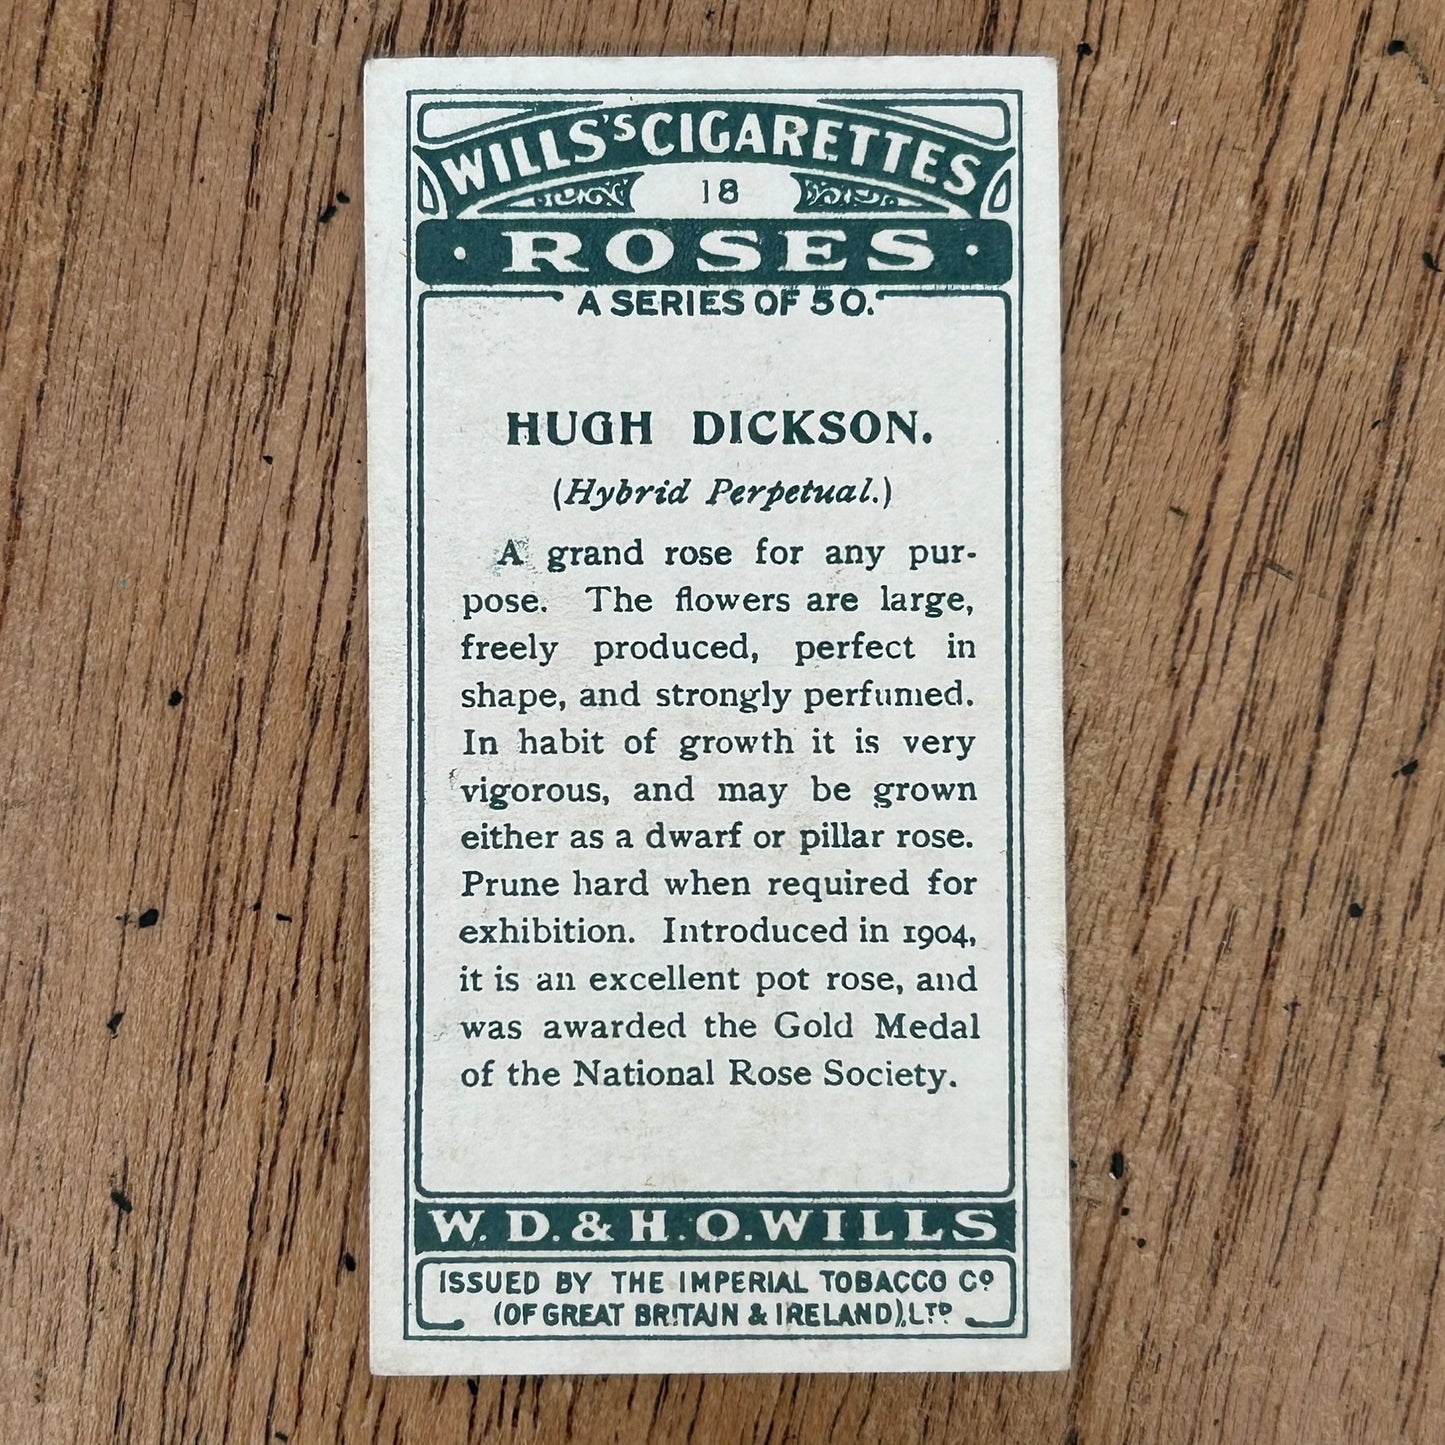 WILLS'S CIGARETTES
18
· ROSES ·
A SERIES OF 50.
HUGH DICKSON.
(Hybrid Perpetual.)
A grand rose for any pur-
pose. The flowers are large,
freely produced, perfect in
shape, and strongly perfumed.
In habit of growth it is very
vigorous, and may be grown
either as a dwarf or pillar rose.
Prune hard when required for
exhibition. Introduced in 1904,
it is an excellent pot rose, and
was awarded the Gold Medal
of the National Rose Society.
W. D. & H. O. WILLS
ISSUED BY THE IMPERIAL TOBACCO Cº
(OF GREAT BRITAIN & IRELAND), LTD.